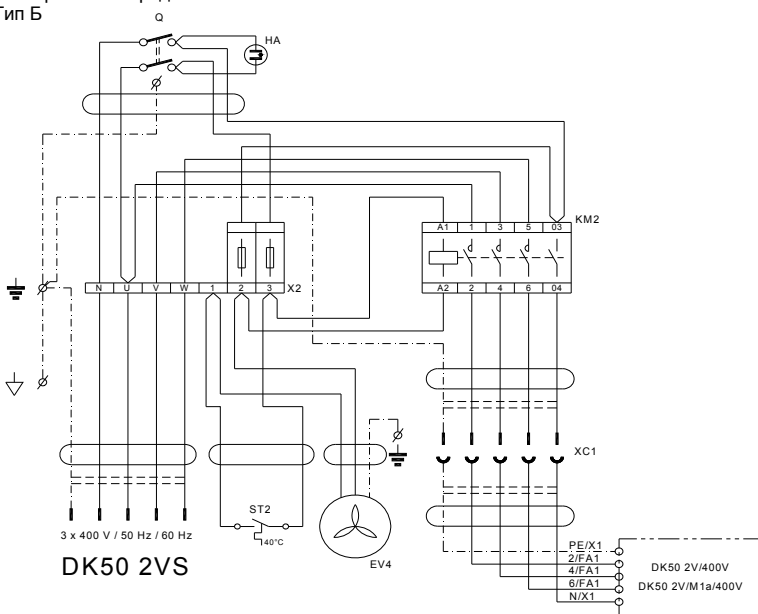 Тип Б
Q
HA
KM2
A1 1 3 5 03
A2 2 4 6 04
N U V W 1 2 3 X2
XC1
ST2
40°C
EV4
3 x 400 V / 50 Hz / 60 Hz
DK50 2VS
PE/X1
2/FA1
4/FA1
6/FA1
N/X1
DK50 2V/400V
DK50 2V/M1a/400V